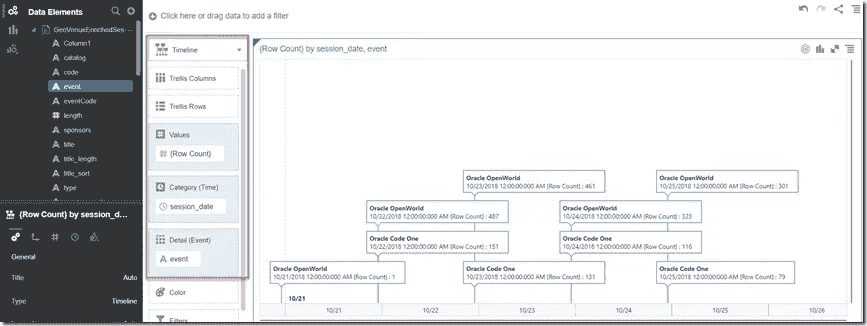 Data Elements
GeoVenueEnrichedSes...
Column1
catalog
code
event
eventCode
length
sponsors
title
title_length
title_sort
type
{Row Count} by session_d...
General
Title Auto
Type Timeline
Click here or drag data to add a filter
Timeline
Trellis Columns
Trellis Rows
Values
{Row Count}
Category (Time)
session_date
Detail (Event)
event
Color
Filters
{Row Count} by session_date, event
Oracle OpenWorld
10/23/2018 12:00:00:000 AM {Row Count} : 461
Oracle OpenWorld
10/25/2018 12:00:00:000 AM {Row Count} : 301
Oracle OpenWorld
10/22/2018 12:00:00:000 AM {Row Count} : 487
Oracle OpenWorld
10/24/2018 12:00:00:000 AM {Row Count} : 323
Oracle Code One
10/22/2018 12:00:00:000 AM {Row Count} : 151
Oracle Code One
10/24/2018 12:00:00:000 AM {Row Count} : 116
Oracle OpenWorld
10/21/2018 12:00:00:000 AM {Row Count} : 1
Oracle Code One
10/23/2018 12:00:00:000 AM {Row Count} : 131
Oracle Code One
10/25/2018 12:00:00:000 AM {Row Count} : 79
10/21
10/21 10/22 10/23 10/24 10/25 10/26